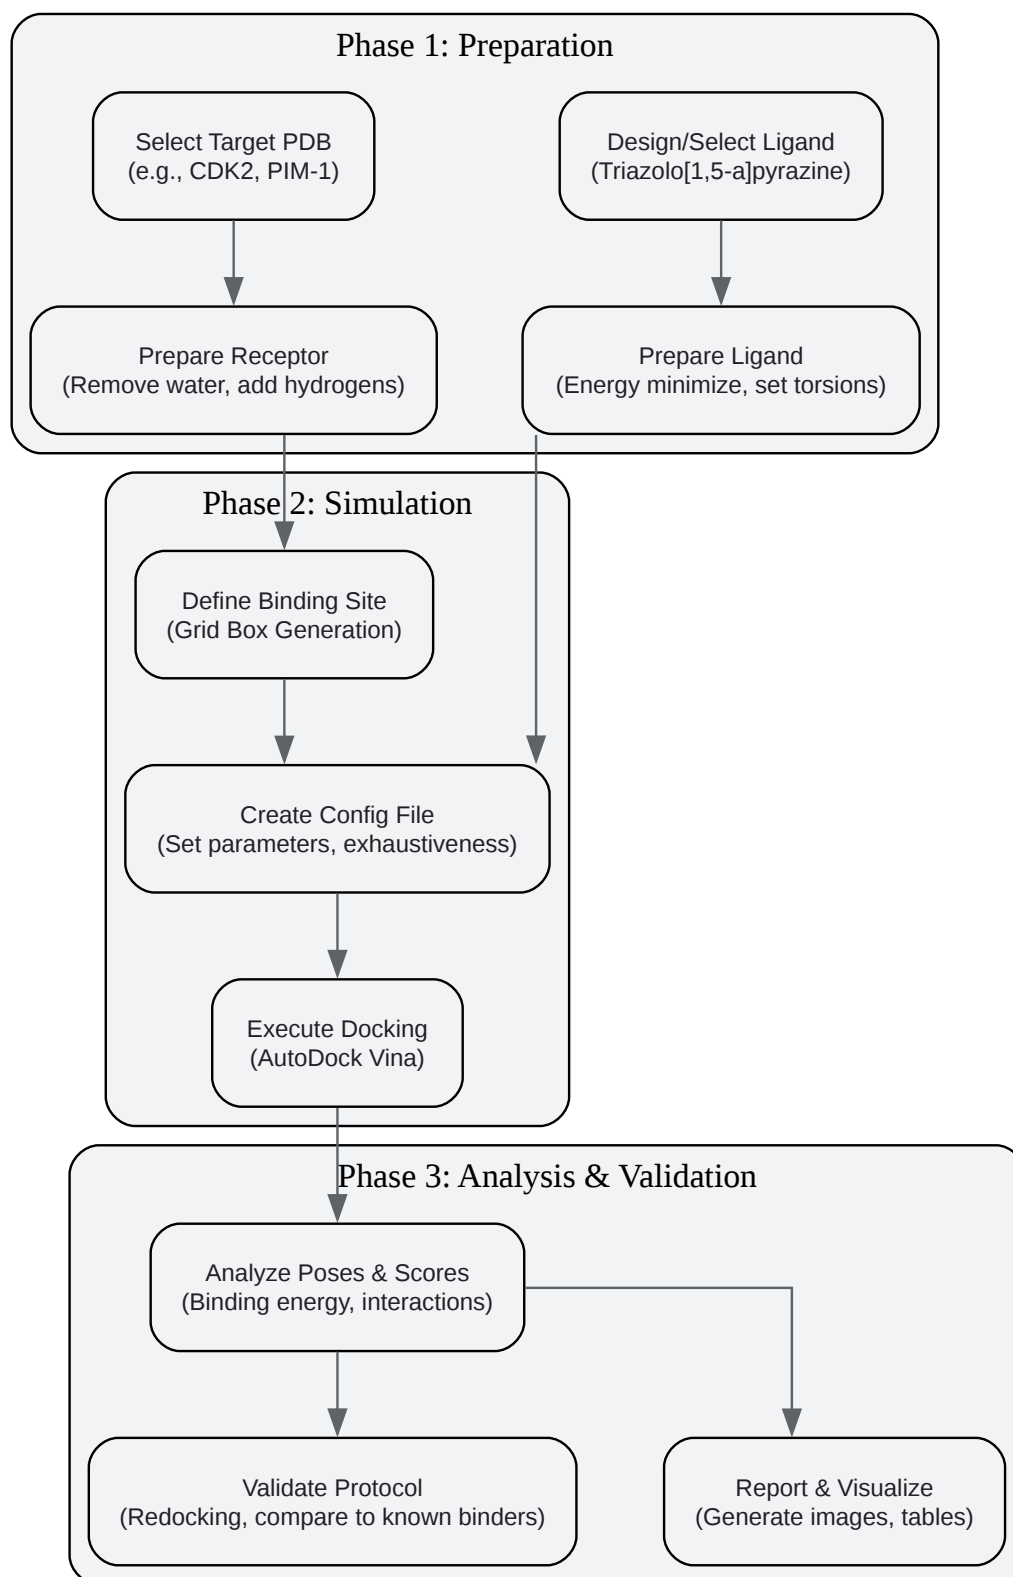 Phase 1: Preparation
Select Target PDB
(e.g., CDK2, PIM-1)
Design/Select Ligand
(Triazolo[1,5-a]pyrazine)
Prepare Receptor
(Remove water, add hydrogens)
Prepare Ligand
(Energy minimize, set torsions)
Phase 2: Simulation
Define Binding Site
(Grid Box Generation)
Create Config File
(Set parameters, exhaustiveness)
Execute Docking
(AutoDock Vina)
Phase 3: Analysis & Validation
Analyze Poses & Scores
(Binding energy, interactions)
Validate Protocol
(Redocking, compare to known binders)
Report & Visualize
(Generate images, tables)